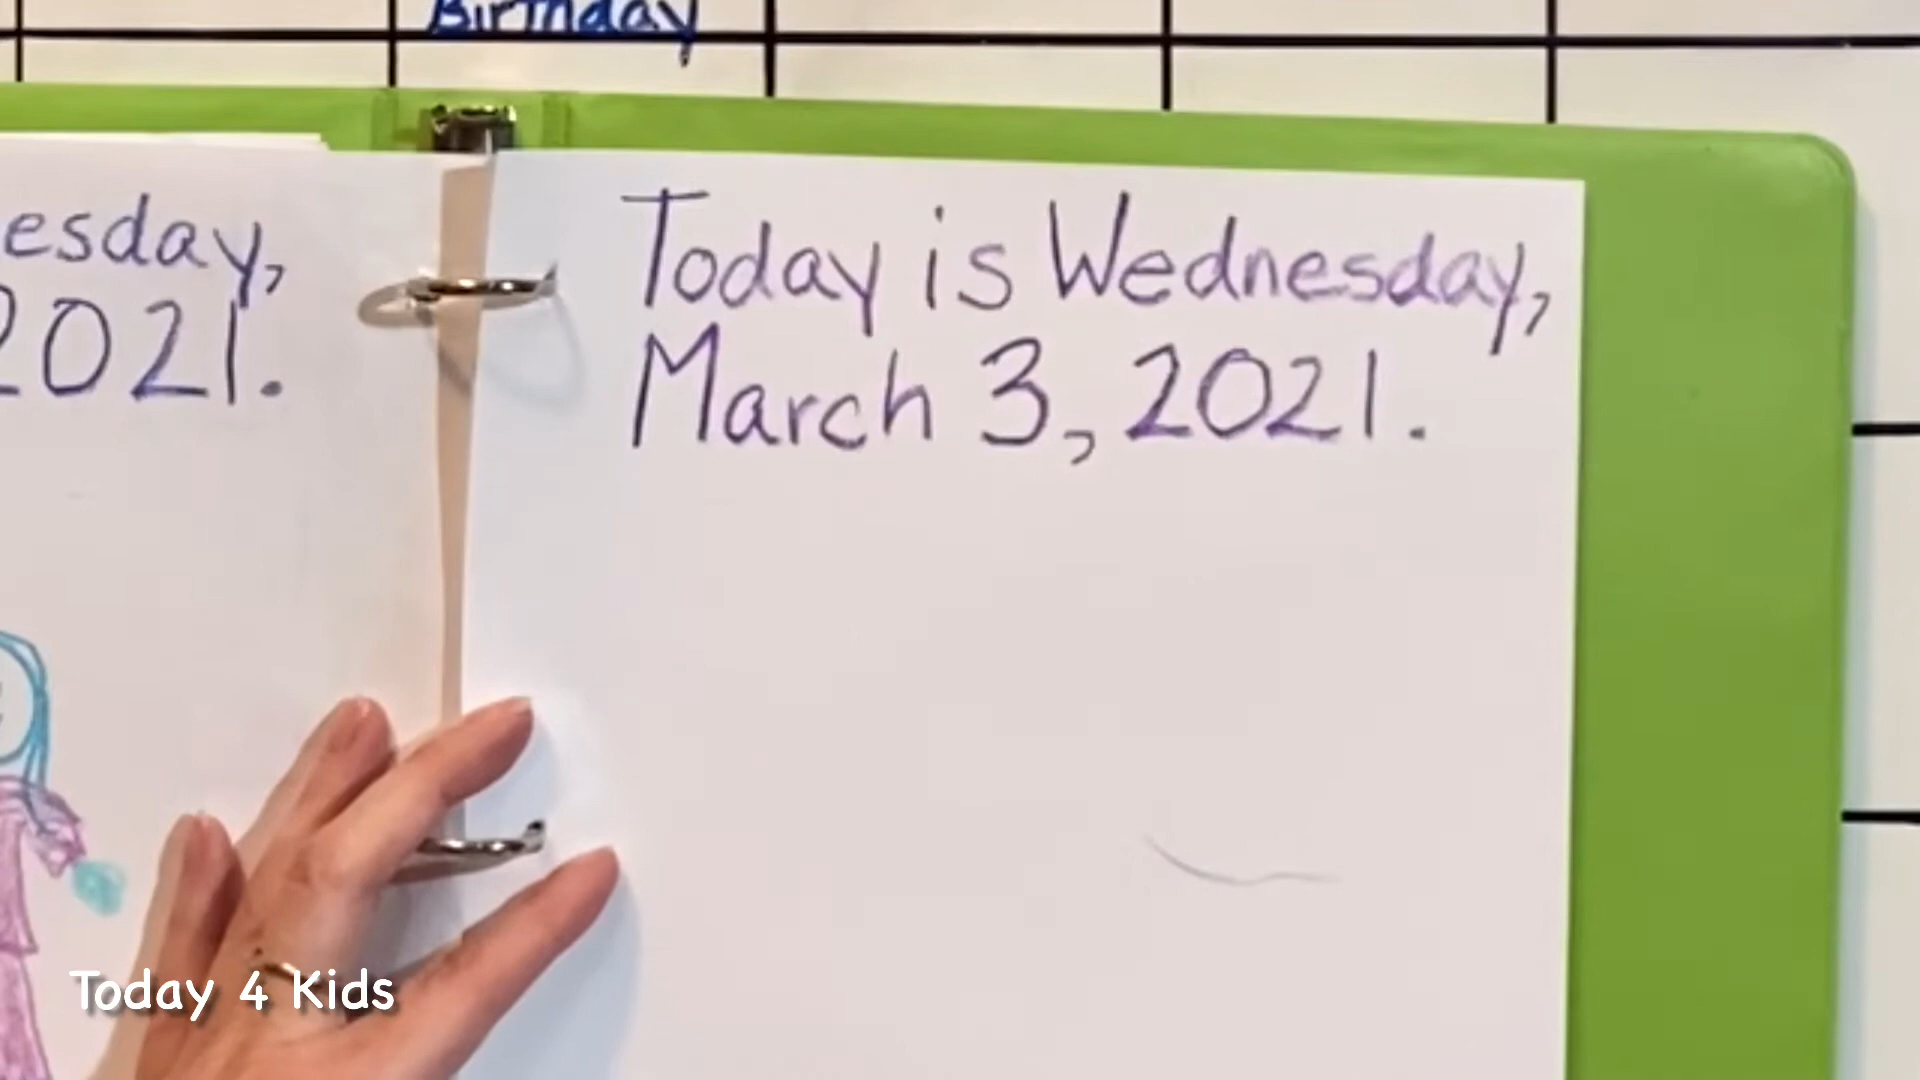 Birthday
esday,
2021.
Today is Wednesday,
March 3, 2021.
Today 4 Kids